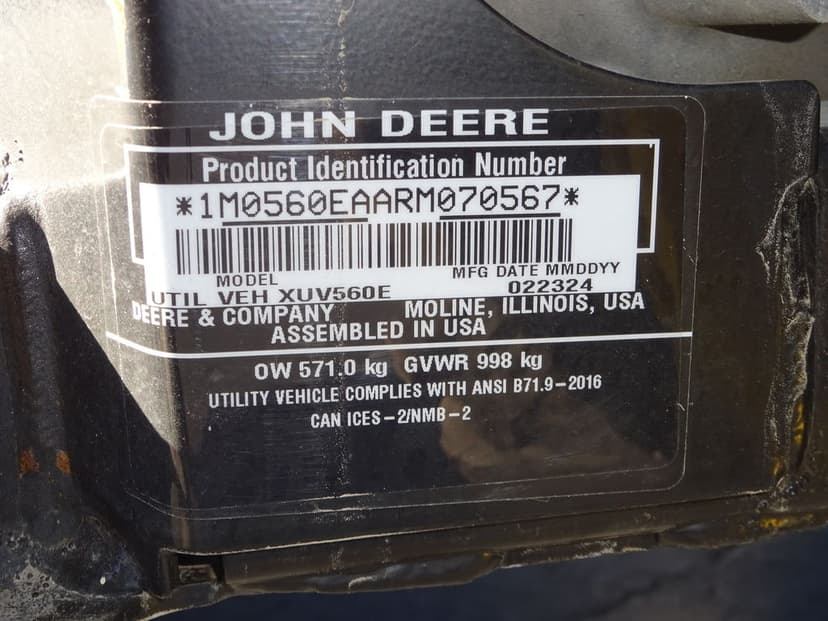 JOHN DEERE
Product Identification Number
*1M0560EAARM070567*
MODEL MFG DATE MMDDYY
UTIL VEH XUV560E 022324
DEERE & COMPANY MOLINE, ILLINOIS, USA
ASSEMBLED IN USA
OW 571.0 kg GVWR 998 kg
UTILITY VEHICLE COMPLIES WITH ANSI B71.9-2016
CAN ICES-2/NMB-2